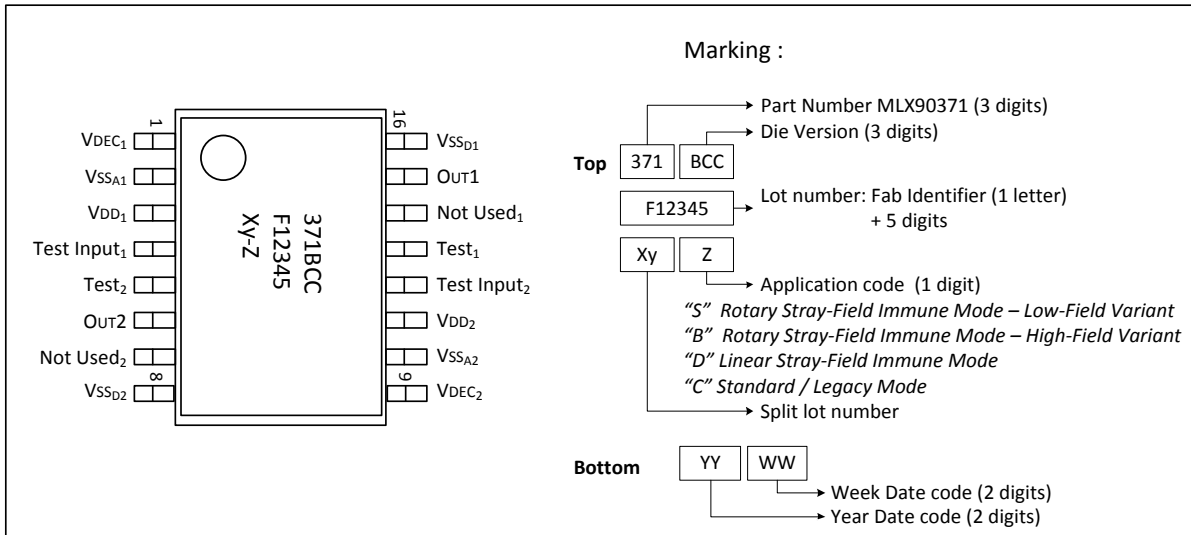 Marking :
1
16
VDEC1
VSSA1
VDD1
Test Input1
Test2
OUT2
Not Used2
VSSD2
8
VSSD1
OUT1
Not Used1
Test1
Test Input2
VDD2
VSSA2
VDEC2
9
371BCC
F12345
Xy-Z
Part Number MLX90371 (3 digits)
Die Version (3 digits)
Top
371
BCC
F12345
Lot number: Fab Identifier (1 letter)
+ 5 digits
Xy
Z
Application code (1 digit)
“S” Rotary Stray-Field Immune Mode – Low-Field Variant
“B” Rotary Stray-Field Immune Mode – High-Field Variant
“D” Linear Stray-Field Immune Mode
“C” Standard / Legacy Mode
Split lot number
Bottom
YY
WW
Week Date code (2 digits)
Year Date code (2 digits)